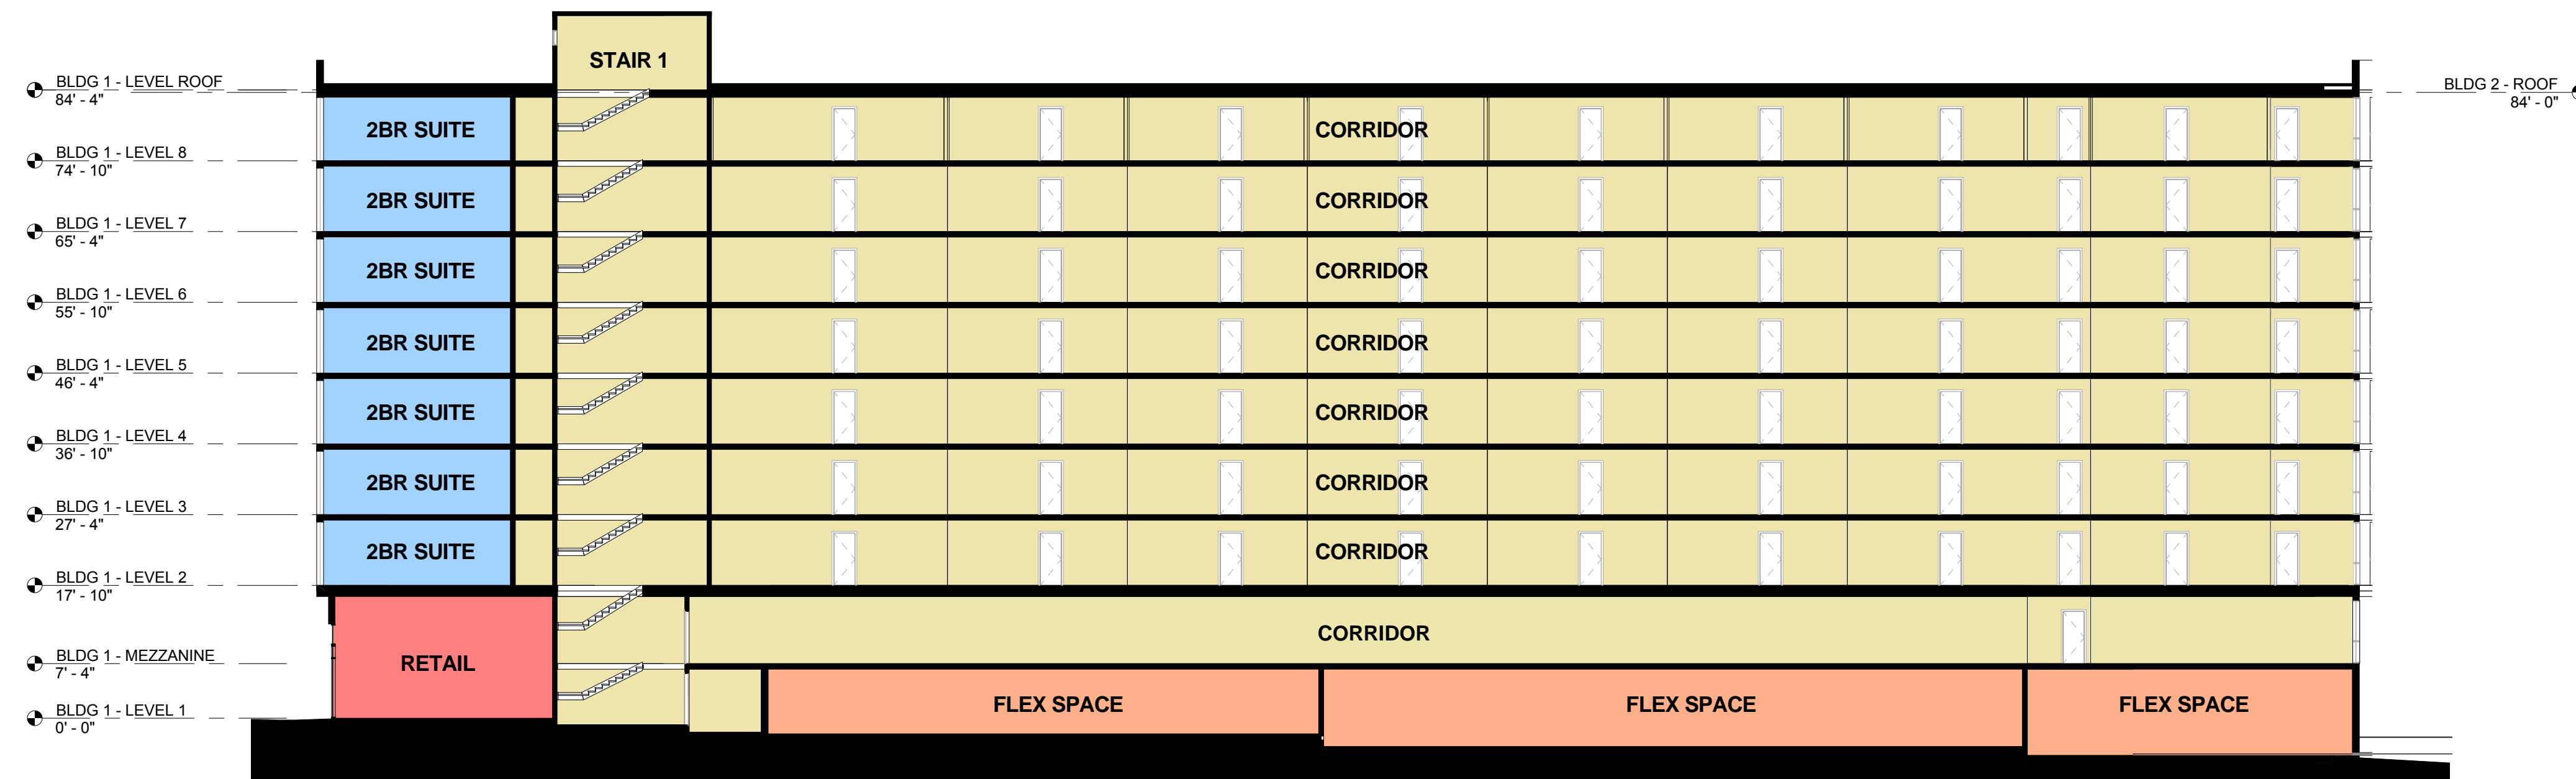 STAIR 1
BLDG 1 - LEVEL ROOF
84' - 4"
BLDG 2 - ROOF
84' - 0"
2BR SUITE
CORRIDOR
BLDG 1 - LEVEL 8
74' - 10"
2BR SUITE
CORRIDOR
BLDG 1 - LEVEL 7
65' - 4"
2BR SUITE
CORRIDOR
BLDG 1 - LEVEL 6
55' - 10"
2BR SUITE
CORRIDOR
BLDG 1 - LEVEL 5
46' - 4"
2BR SUITE
CORRIDOR
BLDG 1 - LEVEL 4
36' - 10"
2BR SUITE
CORRIDOR
BLDG 1 - LEVEL 3
27' - 4"
2BR SUITE
CORRIDOR
BLDG 1 - LEVEL 2
17' - 10"
CORRIDOR
BLDG 1 - MEZZANINE
7' - 4"
RETAIL
FLEX SPACE
FLEX SPACE
FLEX SPACE
BLDG 1 - LEVEL 1
0' - 0"